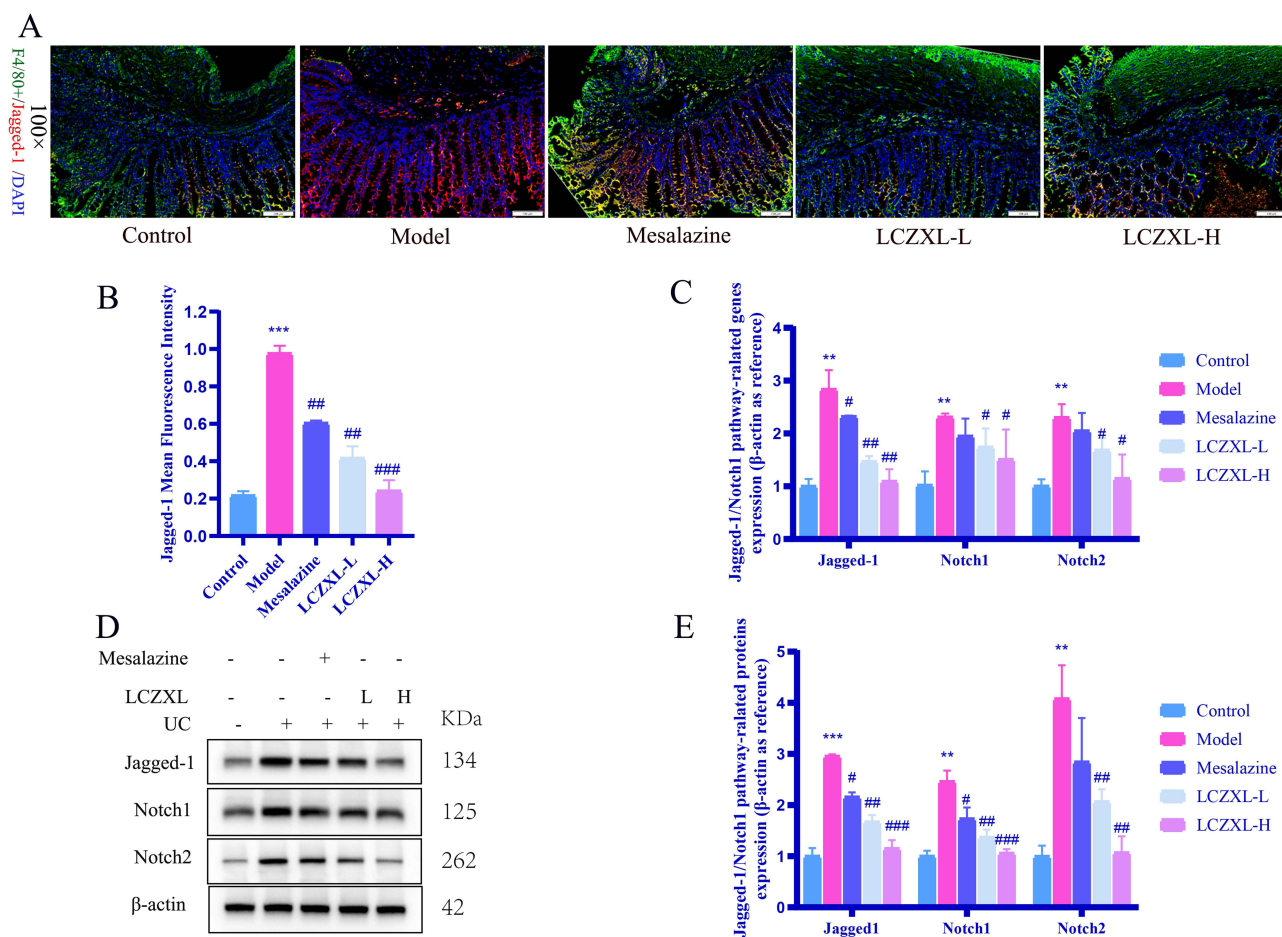 A
F4/80+/Jagged-1 /DAPI
100×
Control
Model
Mesalazine
LCZXL-L
LCZXL-H
B
Jagged-1 Mean Fluorescence Intensity
1.2
1.0
0.8
0.6
0.4
0.2
0.0
***
##
##
###
Control
Model
Mesalazine
LCZXL-L
LCZXL-H
C
Jagged-1/Notch1 pathway-ralated genes
expression (β-actin as reference)
4
3
2
1
0
** # ## ##
** # #
** # #
Jagged-1
Notch1
Notch2
Control
Model
Mesalazine
LCZXL-L
LCZXL-H
D
Mesalazine - - + - -
LCZXL - - - L H
UC - + + + + KDa
Jagged-1 134
Notch1 125
Notch2 262
β-actin 42
E
Jagged-1/Notch1 pathway-ralated proteins
expression (β-actin as reference)
5
4
3
2
1
0
*** # ## ###
** # ## ###
** ## ##
Jagged1
Notch1
Notch2
Control
Model
Mesalazine
LCZXL-L
LCZXL-H